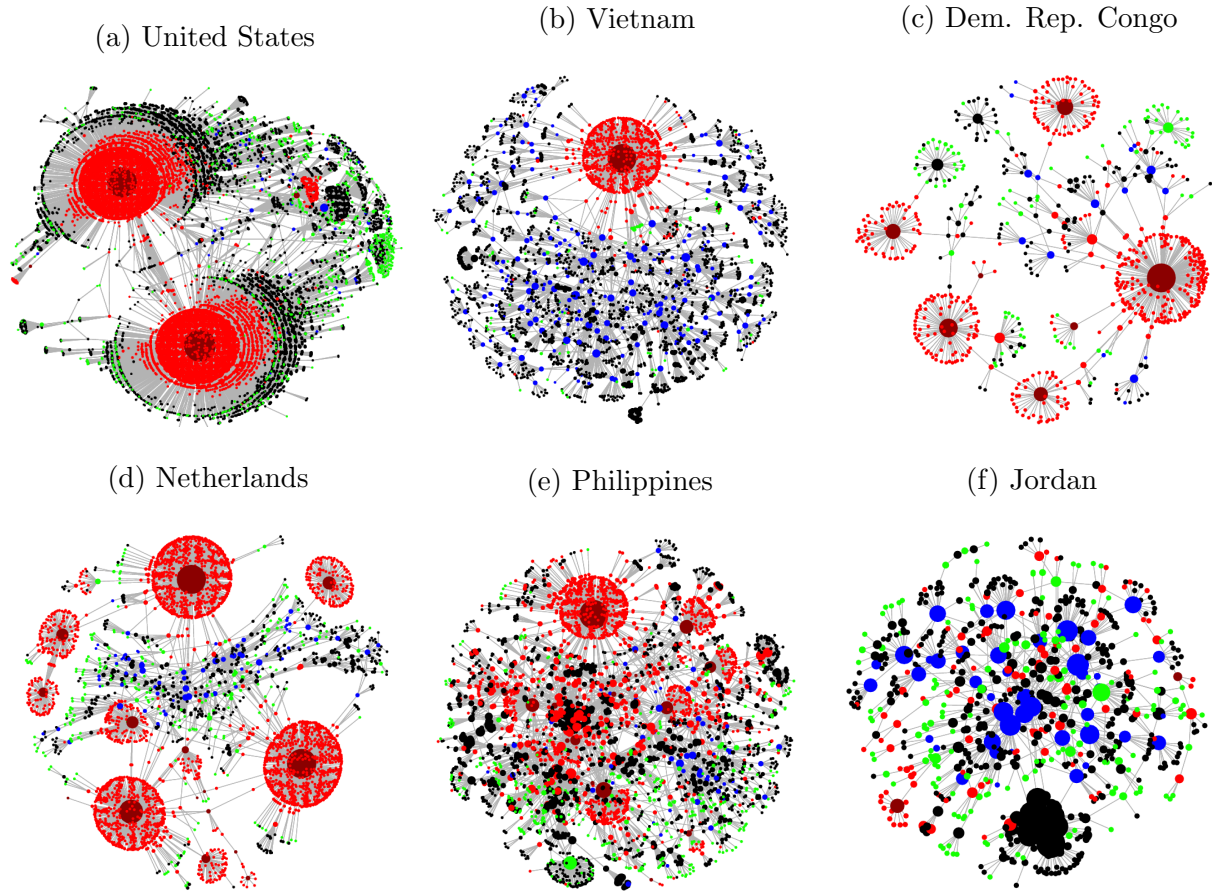 (a) United States
(b) Vietnam
(c) Dem. Rep. Congo
(d) Netherlands
(e) Philippines
(f) Jordan